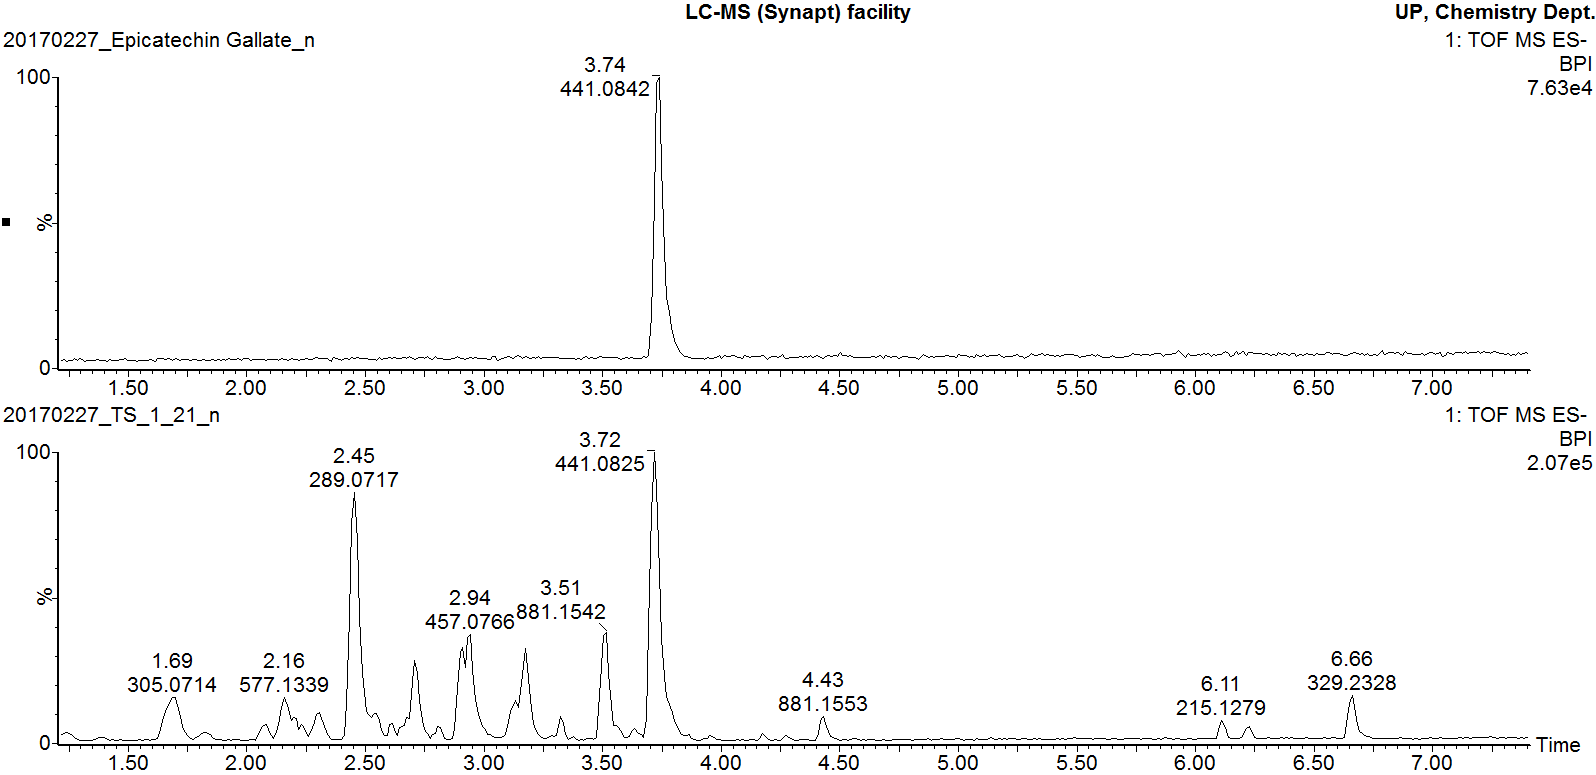 LC-MS (Synapt) facility
UP, Chemistry Dept.
20170227_Epicatechin Gallate_n
1: TOF MS ES-
BPI
7.63e4
3.74
441.0842
100
%
0
1.50 2.00 2.50 3.00 3.50 4.00 4.50 5.00 5.50 6.00 6.50 7.00
20170227_TS_1_21_n
1: TOF MS ES-
BPI
2.07e5
100
%
0
1.69
305.0714
2.16
577.1339
2.45
289.0717
2.94
457.0766
3.51
881.1542
3.72
441.0825
4.43
881.1553
6.11
215.1279
6.66
329.2328
1.50 2.00 2.50 3.00 3.50 4.00 4.50 5.00 5.50 6.00 6.50 7.00
Time